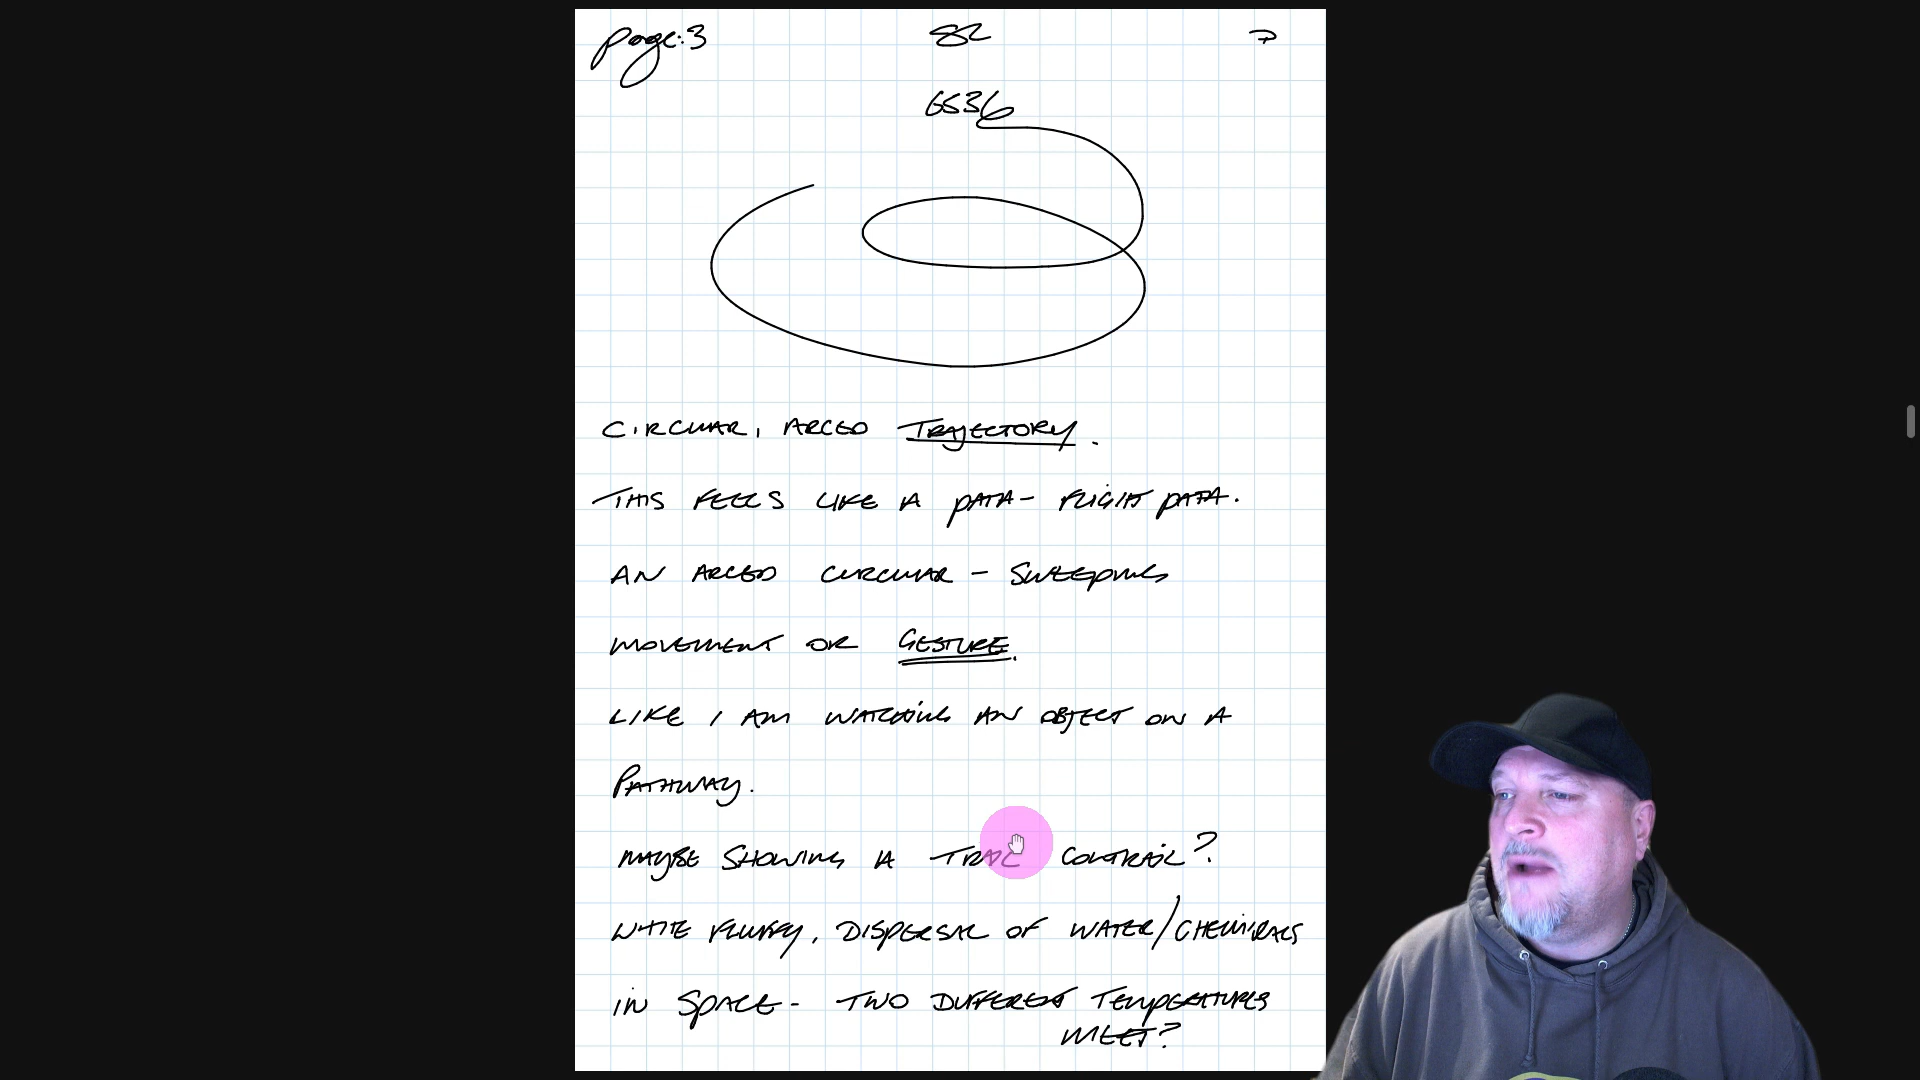 page:3 82
6536
CIRCULAR, ARCED TRAJECTORY.
THIS FEELS LIKE A PATH - FLIGHT PATH.
AN ARCED CIRCULAR - SWEEPING
MOVEMENT OR GESTURE.
LIKE I AM WATCHING AN OBJECT ON A
PATHWAY.
MAYBE SHOWING A TRAIL CONTRAIL?
WHITE FLUFFY, DISPERSAL OF WATER/CHEMICALS
IN SPACE - TWO DIFFERENT TEMPERATURES
MEET?